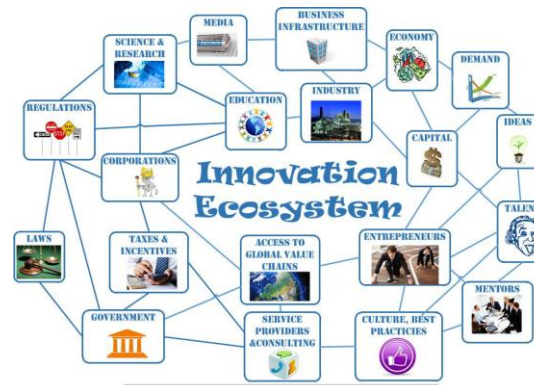 MEDIA
BUSINESS
INFRASTRUCTURE
SCIENCE &
RESEARCH
ECONOMY
DEMAND
REGULATIONS
EDUCATION
INDUSTRY
IDEAS
CORPORATIONS
CAPITAL
Innovation
Ecosystem
TALENT
LAWS
TAXES &
INCENTIVES
ACCESS TO
GLOBAL VALUE
CHAINS
ENTREPRENEURS
MENTORS
GOVERNMENT
SERVICE
PROVIDERS
&CONSULTING
CULTURE, BEST
PRACTICIES